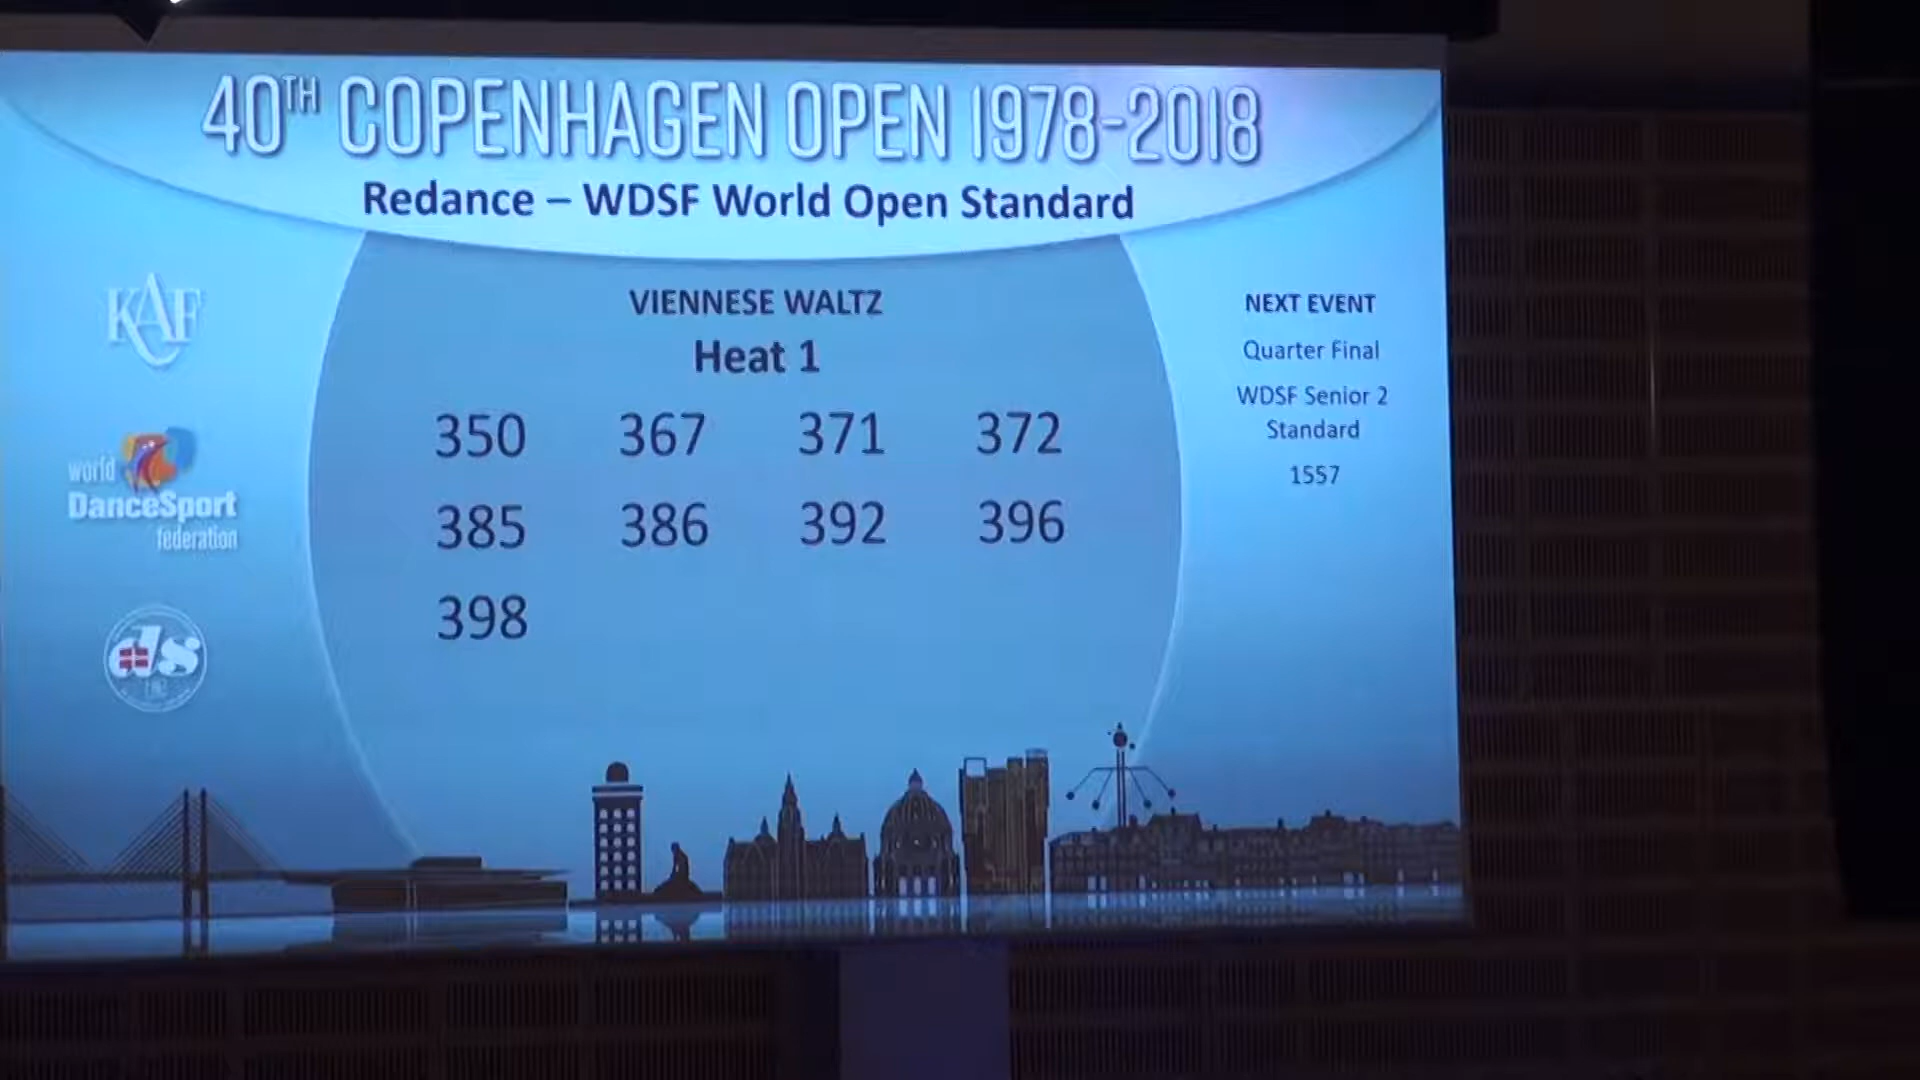 40TH COPENHAGEN OPEN 1978-2018
Redance – WDSF World Open Standard
VIENNESE WALTZ
Heat 1
350 367 371 372
385 386 392 396
398
NEXT EVENT
Quarter Final
WDSF Senior 2
Standard
1557
KAF
world
DanceSport
federation
ds